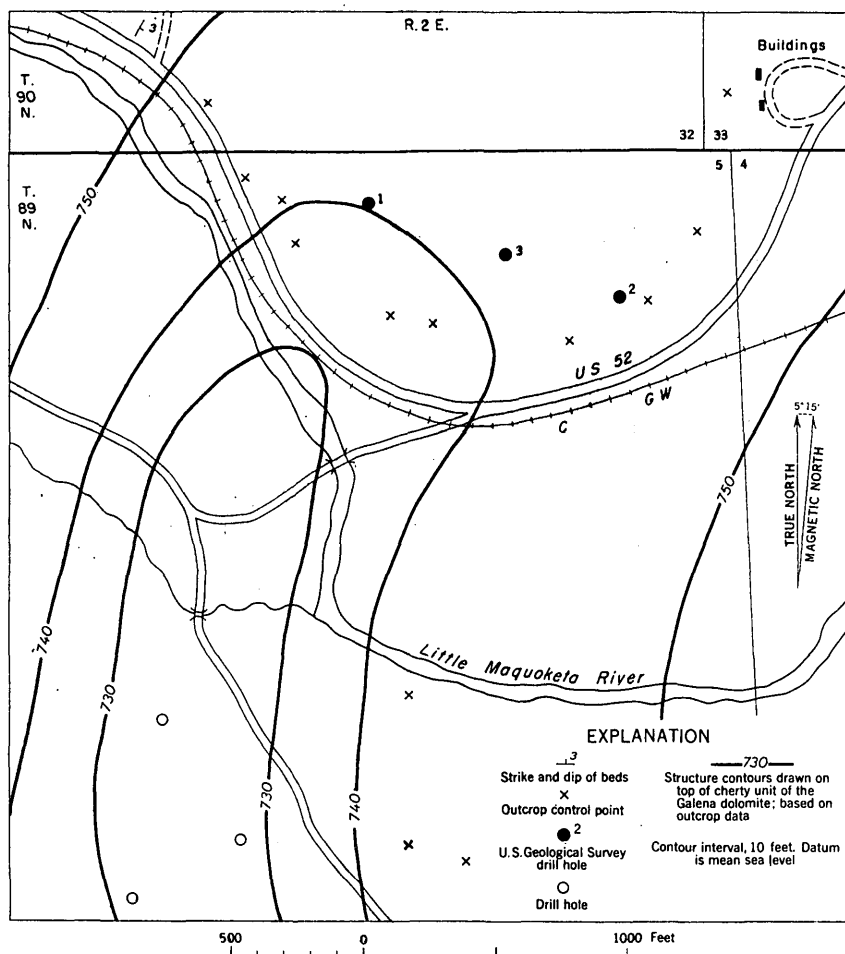 3
R. 2 E.
Buildings
T.
90
N.
32 33
5 4
T.
89
N.
750
1
3
2
US 52
G W
C
5°15'
TRUE NORTH
MAGNETIC NORTH
750
740
730
Little Maquoketa River
730
740
EXPLANATION
3
Strike and dip of beds
×
Outcrop control point
2
U.S. Geological Survey
drill hole
Drill hole
730
Structure contours drawn on
top of cherty unit of the
Galena dolomite; based on
outcrop data
Contour interval, 10 feet. Datum
is mean sea level
500 0 1000 Feet